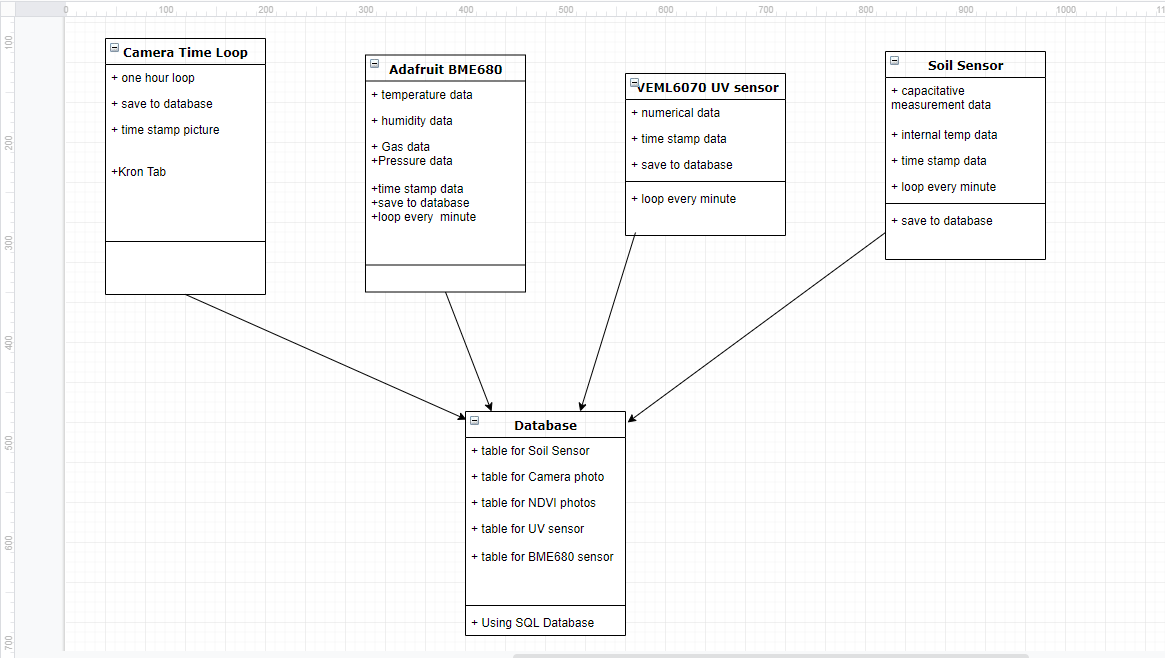 0 100 200 300 400 500 600 700 800 900 1000 11
100
200
300
400
500
600
700
Camera Time Loop
+ one hour loop
+ save to database
+ time stamp picture
+Kron Tab
Adafruit BME680
+ temperature data
+ humidity data
+ Gas data
+Pressure data
+time stamp data
+save to database
+loop every minute
VEML6070 UV sensor
+ numerical data
+ time stamp data
+ save to database
+ loop every minute
Soil Sensor
+ capacitative
measurement data
+ internal temp data
+ time stamp data
+ loop every minute
+ save to database
Database
+ table for Soil Sensor
+ table for Camera photo
+ table for NDVI photos
+ table for UV sensor
+ table for BME680 sensor
+ Using SQL Database